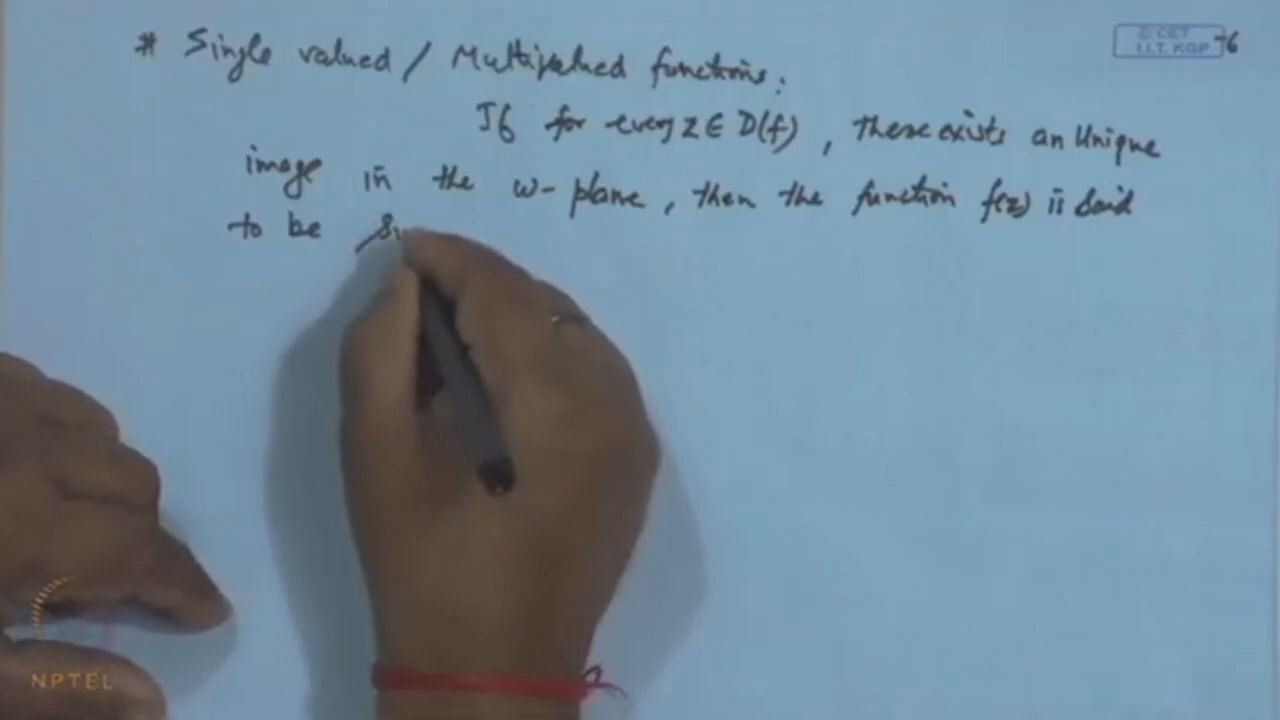 * Single valued / Multivalued functions:
© CET
I.I.T. KGP
If for every z ∈ D(f), there exists an Unique
image in the w-plane, then the function f(z) is said
to be Si
NPTEL